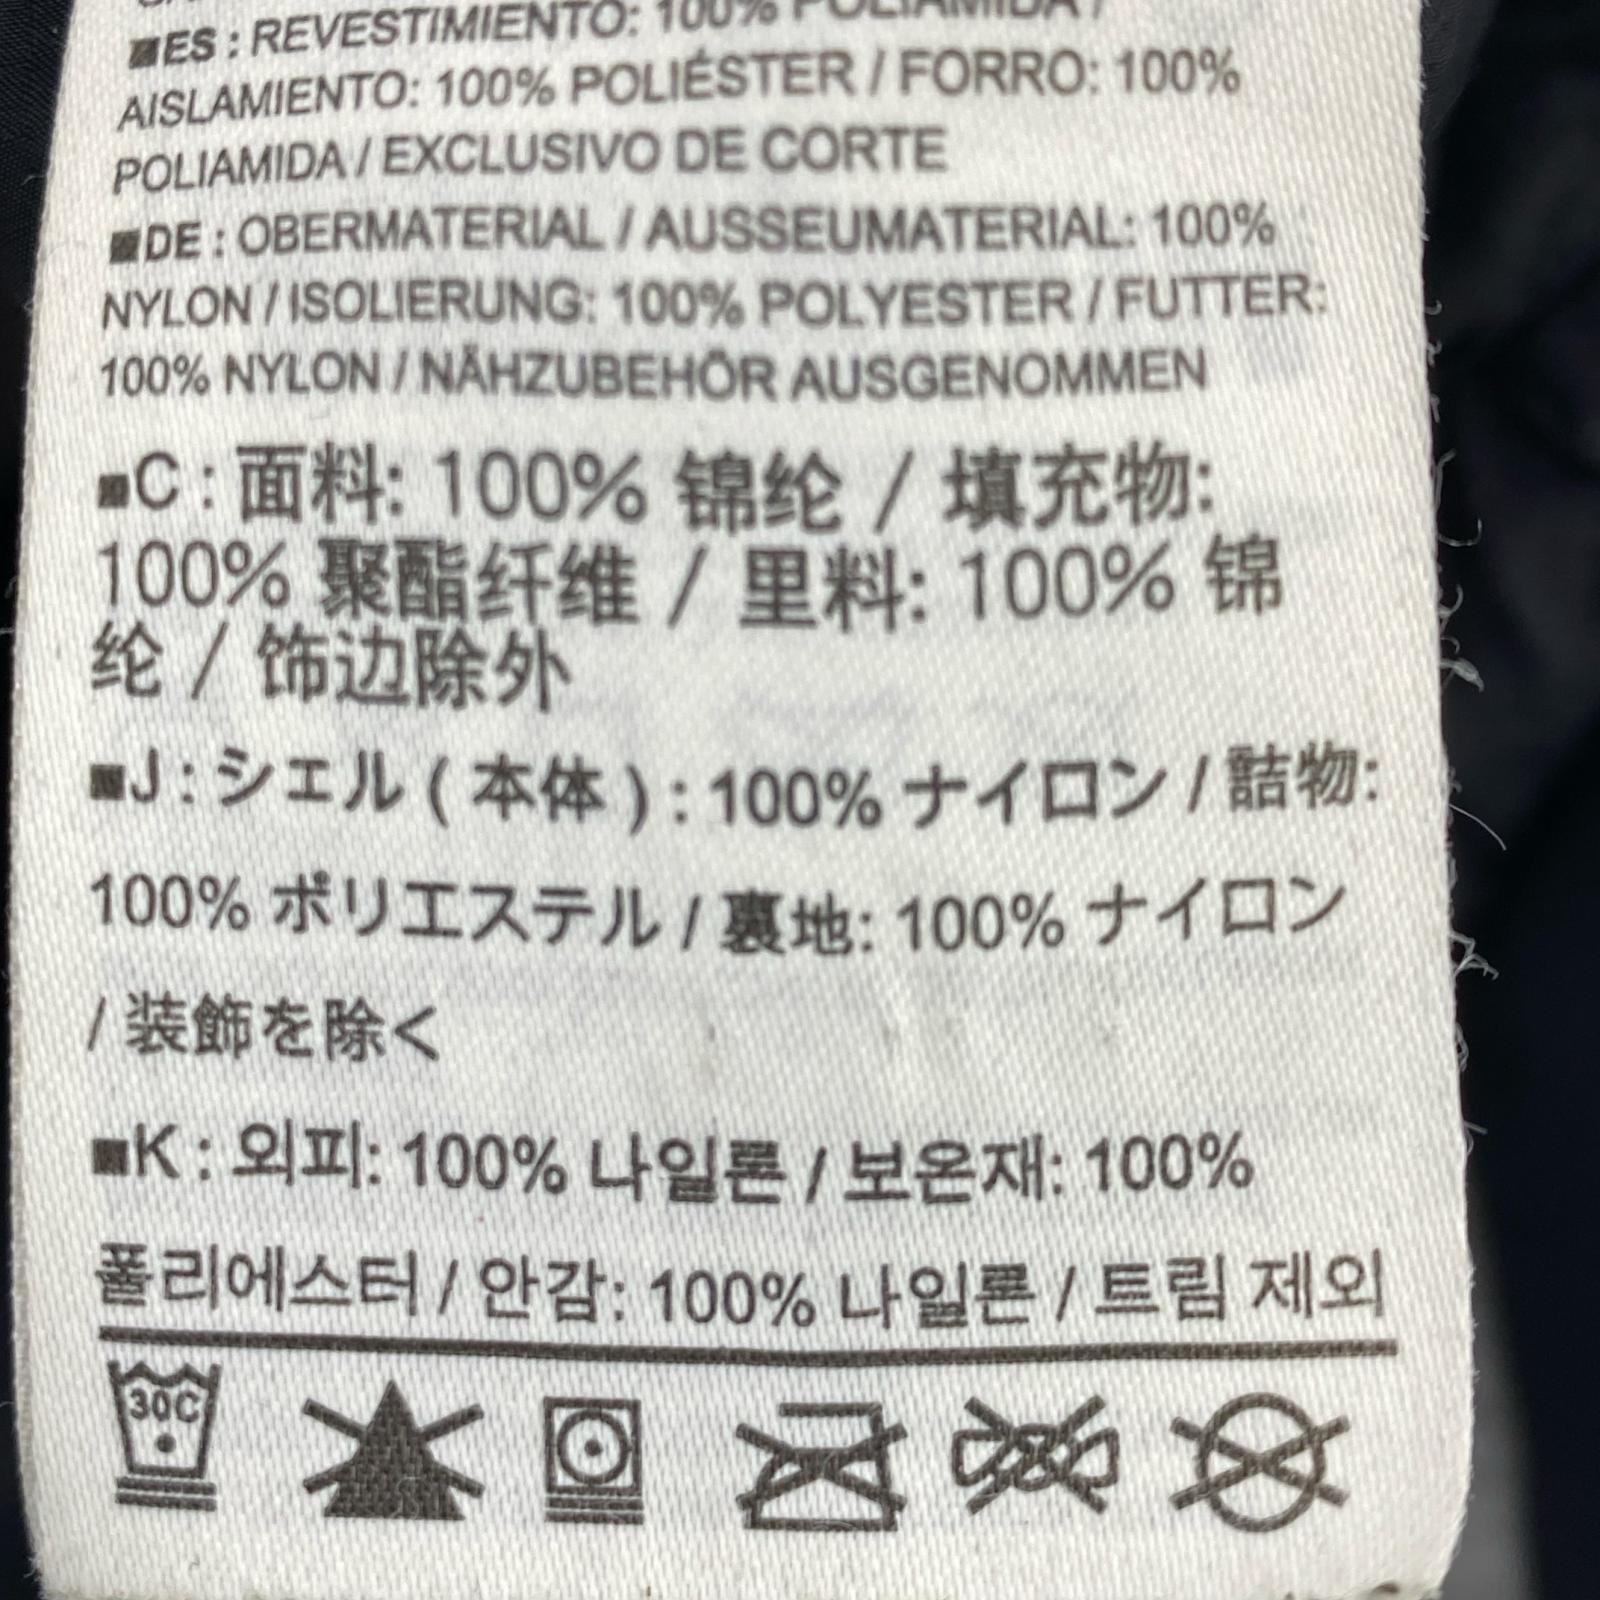 ■ES : REVESTIMIENTO: 100% POLIAMIDA /
AISLAMIENTO: 100% POLIÉSTER / FORRO: 100%
POLIAMIDA / EXCLUSIVO DE CORTE
■DE : OBERMATERIAL / AUSSEUMATERIAL: 100%
NYLON / ISOLIERUNG: 100% POLYESTER / FUTTER:
100% NYLON / NÄHZUBEHÖR AUSGENOMMEN
■C : 面料: 100% 锦纶 / 填充物:
100% 聚酯纤维 / 里料: 100% 锦
纶 / 饰边除外
■J : シェル ( 本体 ) : 100% ナイロン / 詰物:
100% ポリエステル / 裏地: 100% ナイロン
/ 装飾を除く
■K : 외피: 100% 나일론 / 보온재: 100%
폴리에스터 / 안감: 100% 나일론 / 트림 제외
30C